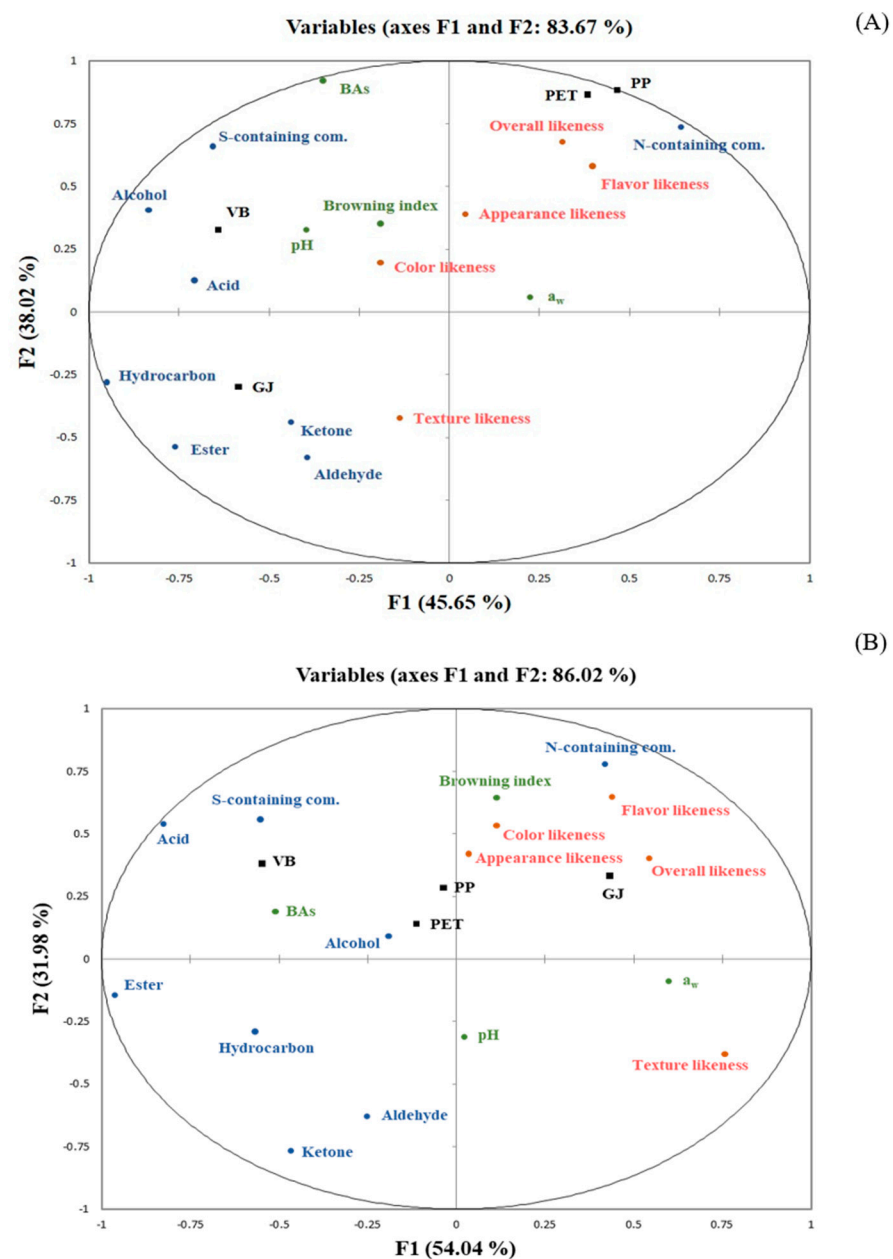 (A)
Variables (axes F1 and F2: 83.67 %)
1
BAs
PP
PET
0.75
S-containing com.
Overall likeness
N-containing com.
Flavor likeness
0.5
Alcohol
VB
Browning index
Appearance likeness
0.25
pH
Color likeness
Acid
a_w
0
F2 (38.02 %)
Hydrocarbon
-0.25
GJ
Ketone
Texture likeness
-0.5
Ester
Aldehyde
-0.75
-1
-1 -0.75 -0.5 -0.25 0 0.25 0.5 0.75 1
F1 (45.65 %)
(B)
Variables (axes F1 and F2: 86.02 %)
1
N-containing com.
0.75
Browning index
S-containing com.
Flavor likeness
0.5
Acid
Color likeness
VB
Appearance likeness
Overall likeness
PP
GJ
0.25
BAs
PET
Alcohol
0
F2 (31.98 %)
Ester
a_w
-0.25
Hydrocarbon
pH
Texture likeness
-0.5
Aldehyde
-0.75
Ketone
-1
-1 -0.75 -0.5 -0.25 0 0.25 0.5 0.75 1
F1 (54.04 %)